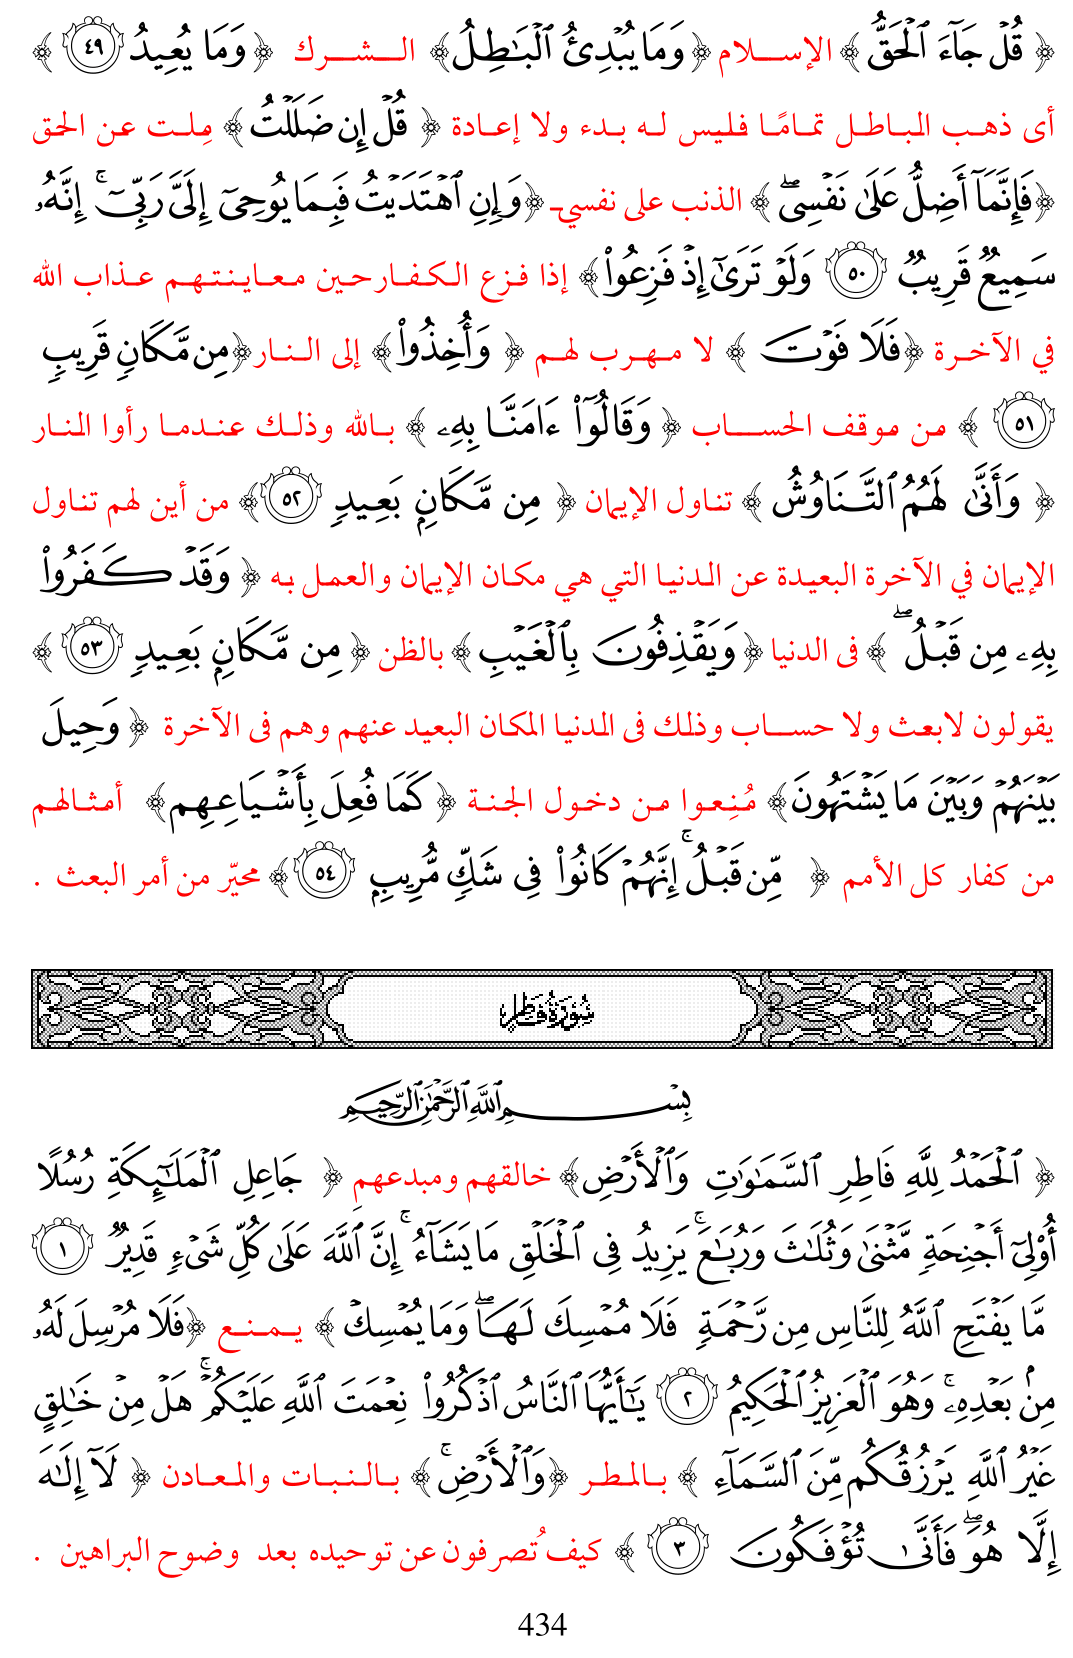 ﴿ قُلْ جَآءَ ٱلْحَقُّ ﴾ الإسلام ﴿ وَمَا يُبْدِئُ ٱلْبَـٰطِلُ ﴾ الشرك ﴿ وَمَا يُعِيدُ ٤٩ ﴾
أى ذهب الباطل تمامًا فليس له بدء ولا إعادة ﴿ قُلْ إِن ضَلَلْتُ ﴾ مِلت عن الحق
﴿ فَإِنَّمَآ أَضِلُّ عَلَىٰ نَفْسِى ۖ ﴾ الذنب على نفسي ﴿ وَإِنِ ٱهْتَدَيْتُ فَبِمَا يُوحِىٓ إِلَىَّ رَبِّىٓ ۚ إِنَّهُۥ
سَمِيعٌ قَرِيبٌ ٥٠ وَلَوْ تَرَىٰٓ إِذْ فَزِعُوا۟ ﴾ إذا فزع الكفارحين معاينتهم عذاب الله
في الآخرة ﴿ فَلَا فَوْتَ ﴾ لا مهرب لهم ﴿ وَأُخِذُوا۟ ﴾ إلى النار ﴿ مِن مَّكَانٍ قَرِيبٍ
٥١ ﴾ من موقف الحساب ﴿ وَقَالُوٓا۟ ءَامَنَّا بِهِۦ ﴾ بالله وذلك عندما رأوا النار
﴿ وَأَنَّىٰ لَهُمُ ٱلتَّنَاوُشُ ﴾ تناول الإيمان ﴿ مِن مَّكَانٍۭ بَعِيدٍ ٥٢ ﴾ من أين لهم تناول
الإيمان في الآخرة البعيدة عن الدنيا التي هي مكان الإيمان والعمل به ﴿ وَقَدْ كَفَرُوا۟
بِهِۦ مِن قَبْلُ ۖ ﴾ فى الدنيا ﴿ وَيَقْذِفُونَ بِٱلْغَيْبِ ﴾ بالظن ﴿ مِن مَّكَانٍۭ بَعِيدٍ ٥٣ ﴾
يقولون لابعث ولا حساب وذلك فى الدنيا المكان البعيد عنهم وهم فى الآخرة ﴿ وَحِيلَ
بَيْنَهُمْ وَبَيْنَ مَا يَشْتَهُونَ ﴾ مُنِعوا من دخول الجنة ﴿ كَمَا فُعِلَ بِأَشْيَاعِهِم ﴾ أمثالهم
من كفار كل الأمم ﴿ مِّن قَبْلُ ۚ إِنَّهُمْ كَانُوا۟ فِى شَكٍّ مُّرِيبٍۭ ٥٤ ﴾ محيّر من أمر البعث .
سُورَةُ فَاطِرٍ
بِسْمِ ٱللَّهِ ٱلرَّحْمَـٰنِ ٱلرَّحِيمِ
﴿ ٱلْحَمْدُ لِلَّهِ فَاطِرِ ٱلسَّمَـٰوَٰتِ وَٱلْأَرْضِ ﴾ خالقهم ومبدعهم ﴿ جَاعِلِ ٱلْمَلَـٰٓئِكَةِ رُسُلًا
أُو۟لِىٓ أَجْنِحَةٍ مَّثْنَىٰ وَثُلَـٰثَ وَرُبَـٰعَ ۚ يَزِيدُ فِى ٱلْخَلْقِ مَا يَشَآءُ ۚ إِنَّ ٱللَّهَ عَلَىٰ كُلِّ شَىْءٍ قَدِيرٌ ١
مَّا يَفْتَحِ ٱللَّهُ لِلنَّاسِ مِن رَّحْمَةٍ فَلَا مُمْسِكَ لَهَا ۖ وَمَا يُمْسِكْ ﴾ يمنع ﴿ فَلَا مُرْسِلَ لَهُۥ
مِنۢ بَعْدِهِۦ ۚ وَهُوَ ٱلْعَزِيزُ ٱلْحَكِيمُ ٢ يَـٰٓأَيُّهَا ٱلنَّاسُ ٱذْكُرُوا۟ نِعْمَتَ ٱللَّهِ عَلَيْكُمْ ۚ هَلْ مِنْ خَـٰلِقٍ
غَيْرُ ٱللَّهِ يَرْزُقُكُم مِّنَ ٱلسَّمَآءِ ﴾ بالمطر ﴿ وَٱلْأَرْضِ ۚ ﴾ بالنبات والمعادن ﴿ لَآ إِلَـٰهَ
إِلَّا هُوَ ۖ فَأَنَّىٰ تُؤْفَكُونَ ٣ ﴾ كيف تُصرفون عن توحيده بعد وضوح البراهين .
434